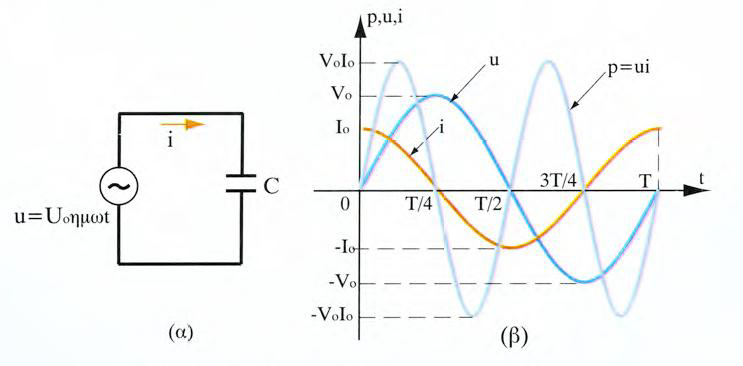 i
C
u=Uₒημωt
(α)
p,u,i
VₒIₒ
u
p=ui
Vₒ
Iₒ
i
0
T/4
T/2
3T/4
T
t
-Iₒ
-Vₒ
-VₒIₒ
(β)